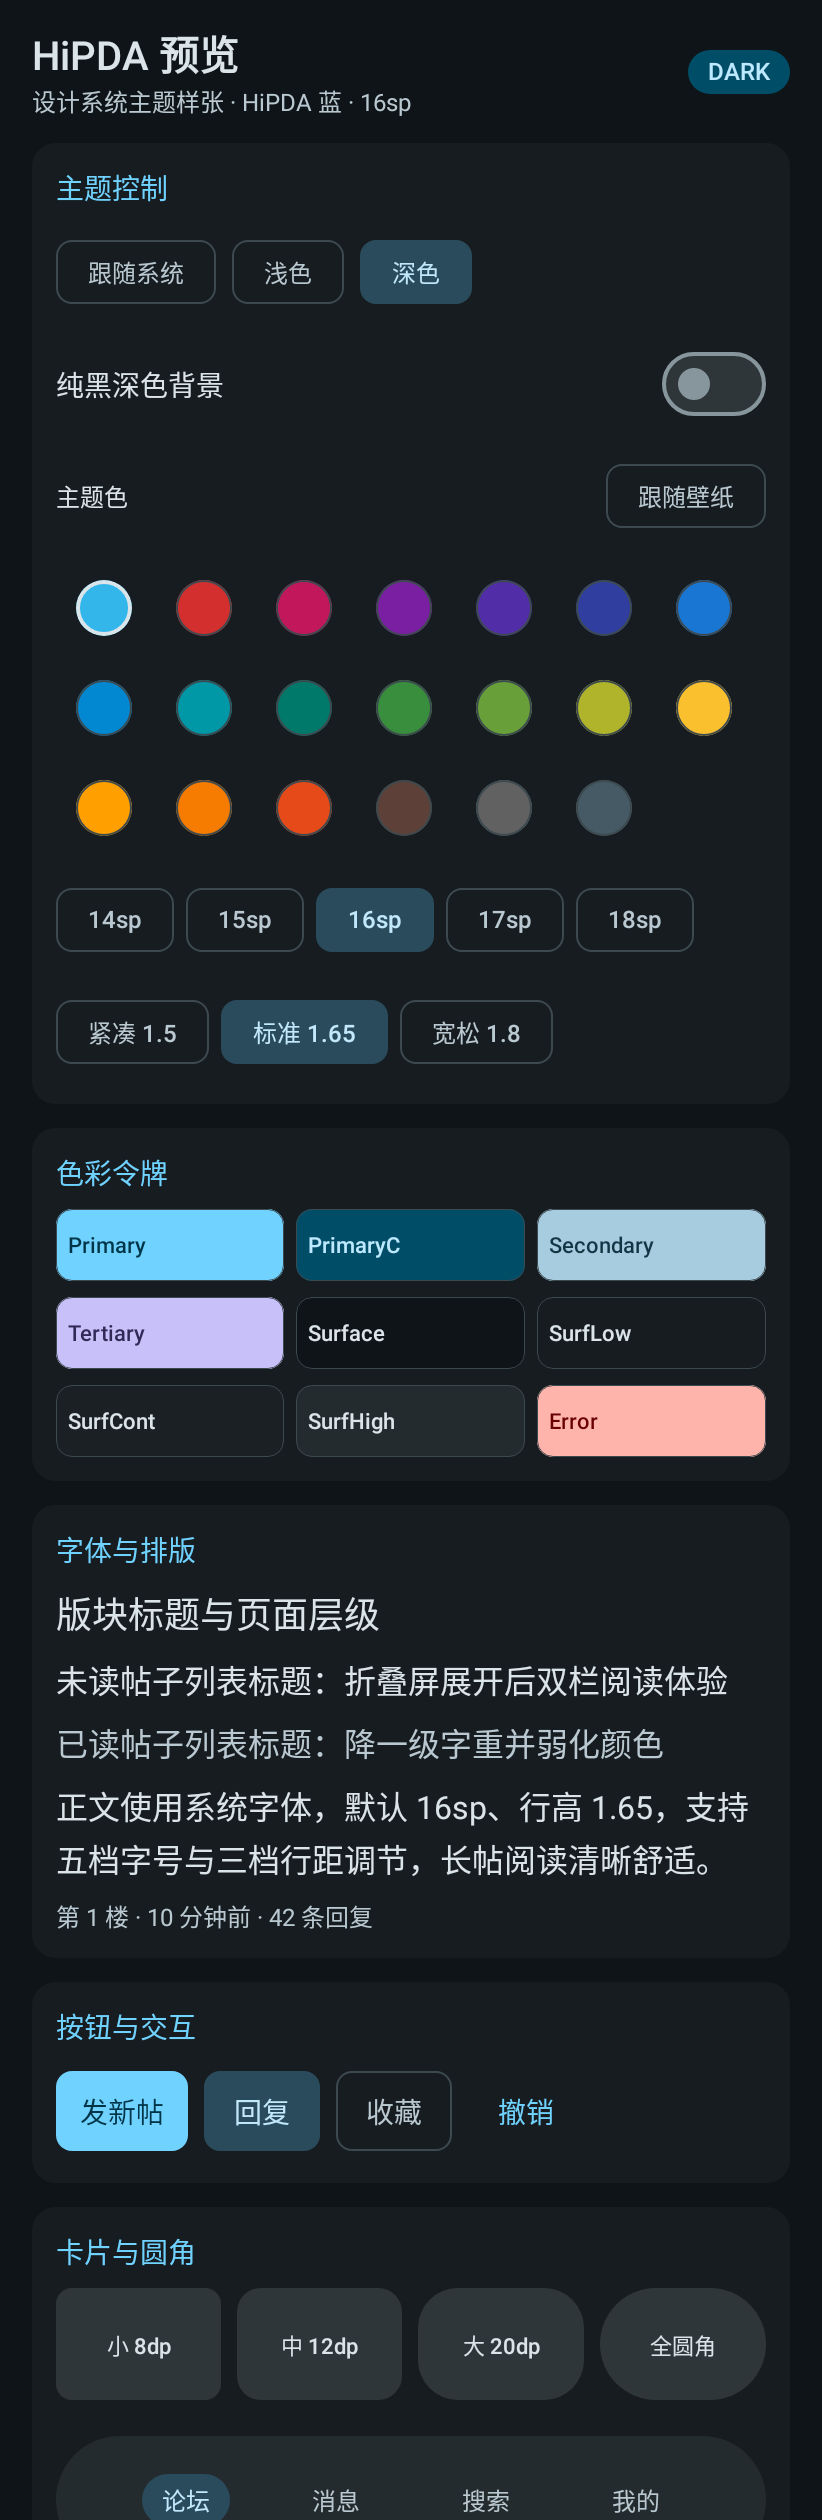 HiPDA 预览
设计系统主题样张 · HiPDA 蓝 · 16sp
DARK
主题控制
跟随系统
浅色
深色
纯黑深色背景
主题色
跟随壁纸
14sp
15sp
16sp
17sp
18sp
紧凑 1.5
标准 1.65
宽松 1.8
色彩令牌
Primary
PrimaryC
Secondary
Tertiary
Surface
SurfLow
SurfCont
SurfHigh
Error
字体与排版
版块标题与页面层级
未读帖子列表标题：折叠屏展开后双栏阅读体验
已读帖子列表标题：降一级字重并弱化颜色
正文使用系统字体，默认 16sp、行高 1.65，支持
五档字号与三档行距调节，长帖阅读清晰舒适。
第 1 楼 · 10 分钟前 · 42 条回复
按钮与交互
发新帖
回复
收藏
撤销
卡片与圆角
小 8dp
中 12dp
大 20dp
全圆角
论坛
消息
搜索
我的